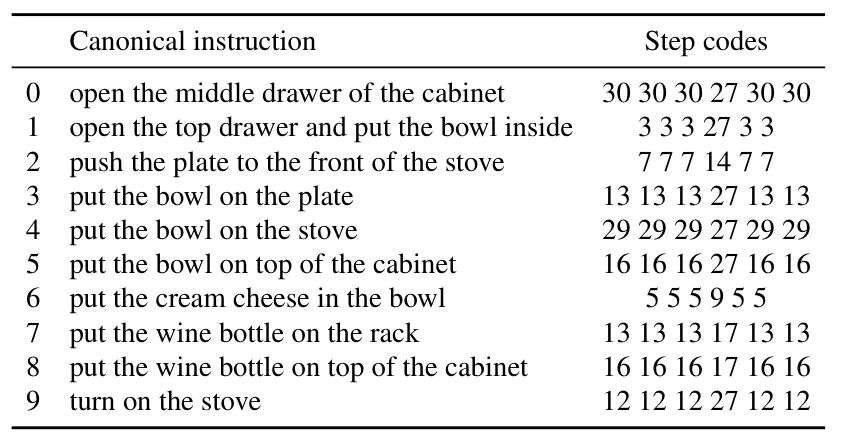 Canonical instruction Step codes
0 open the middle drawer of the cabinet 30 30 30 27 30 30
1 open the top drawer and put the bowl inside 3 3 3 27 3 3
2 push the plate to the front of the stove 7 7 7 14 7 7
3 put the bowl on the plate 13 13 13 27 13 13
4 put the bowl on the stove 29 29 29 27 29 29
5 put the bowl on top of the cabinet 16 16 16 27 16 16
6 put the cream cheese in the bowl 5 5 5 9 5 5
7 put the wine bottle on the rack 13 13 13 17 13 13
8 put the wine bottle on top of the cabinet 16 16 16 17 16 16
9 turn on the stove 12 12 12 27 12 12